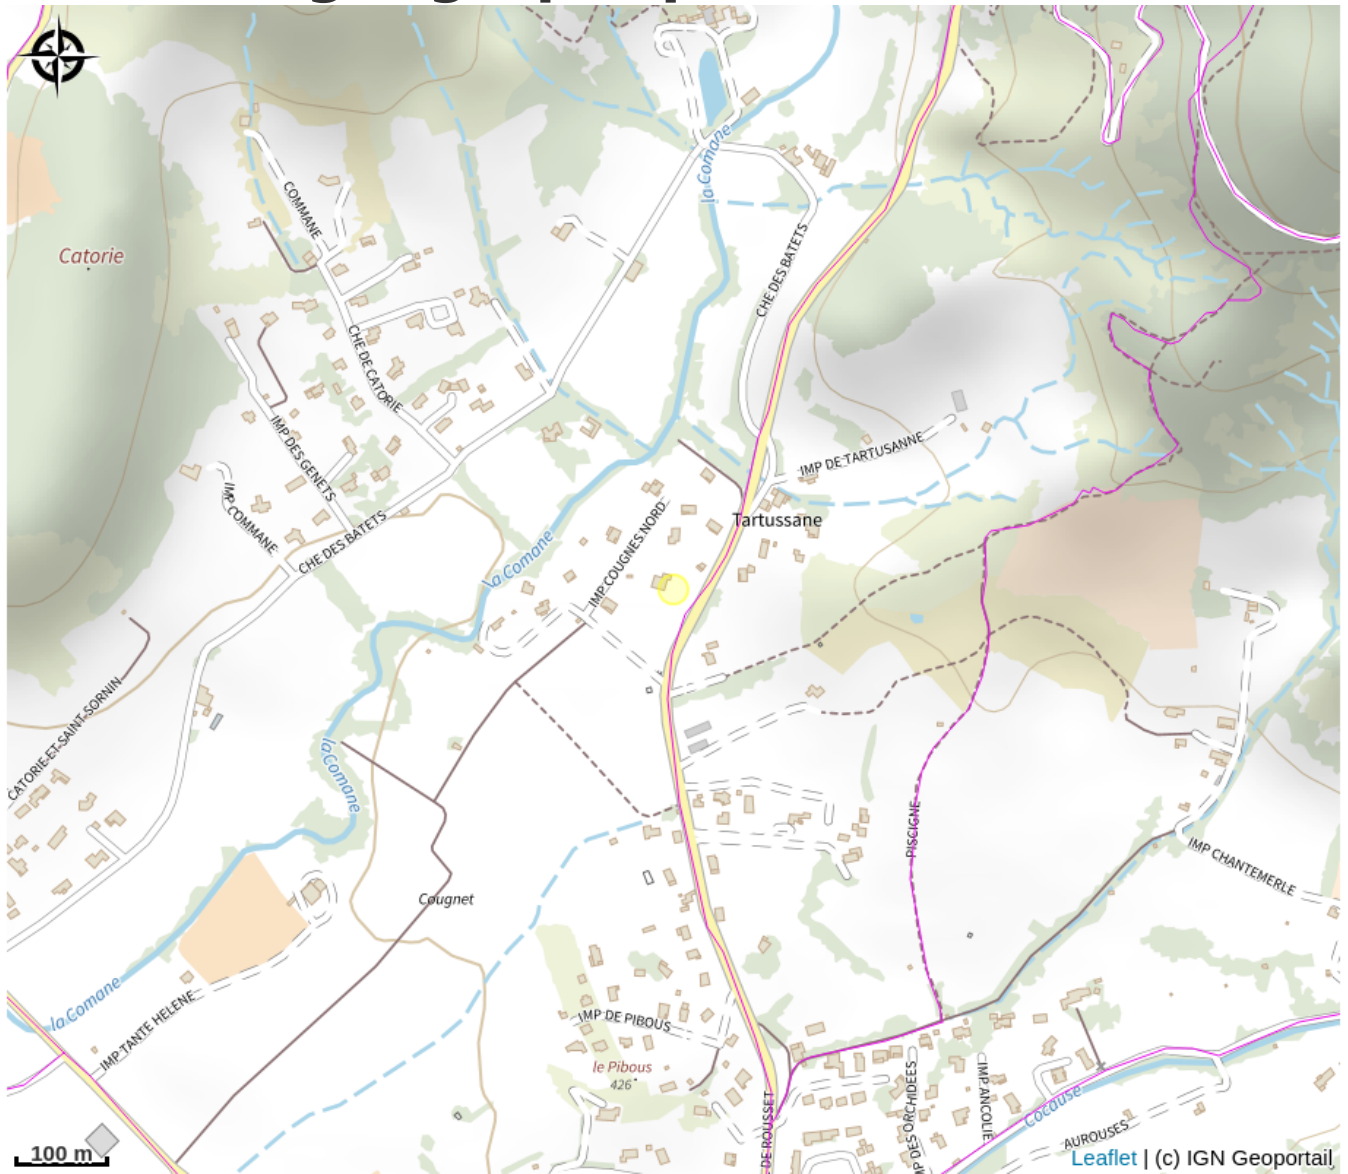 la Comane
COMMANE
Catorie
CHE DES BATETS
CHE DE CATORIE
IMP DES GENETS
IMP DE TARTUSANNE
IMP COMMANE
CHE DES BATETS
Tartussane
IMP COUGNES NORD
la Comane
CATORIE ET SAINT-SORNIN
la Comane
PISCIGNE
IMP CHANTEMERLE
Cougnet
la Comane
IMP TANTE HELENE
IMP DE PIBOUS
le Pibous
426
DE ROUSSET
IMP DES ORCHIDEES
IMP ANCOLIE
Cocause
AUROUSES
100 m
Leaflet | (c) IGN Geoportail